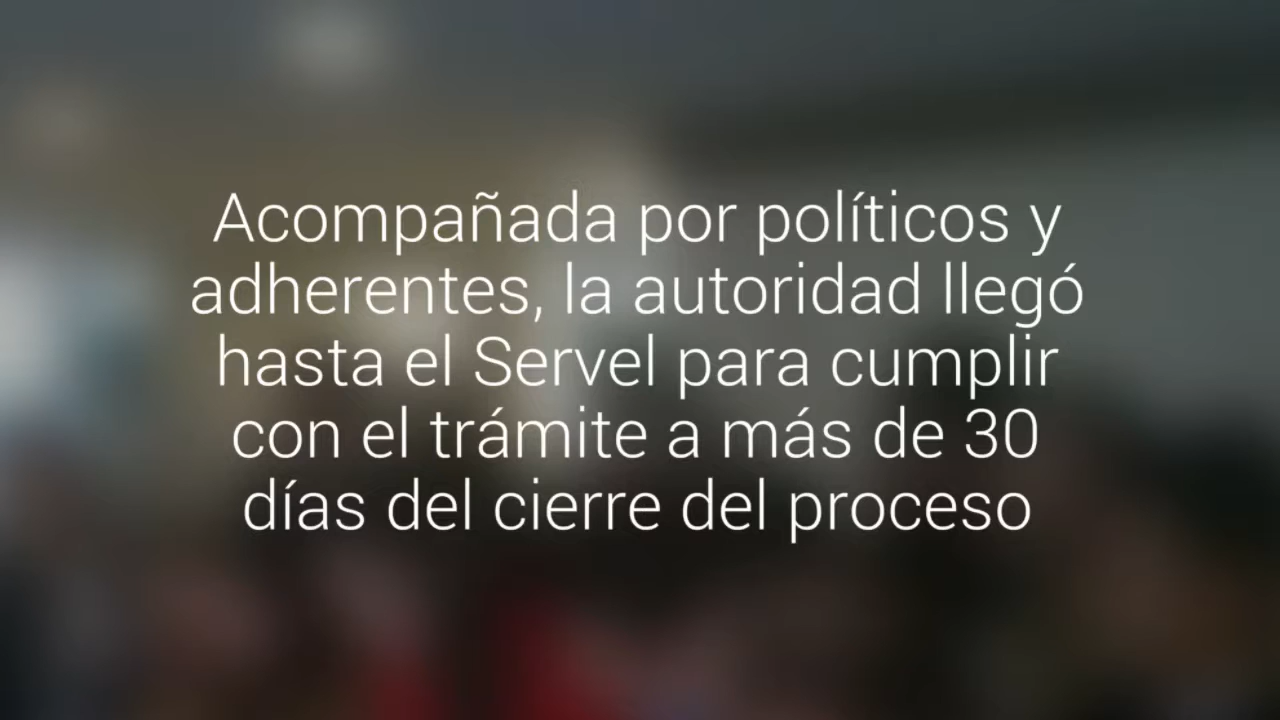 Acompañada por políticos y
adherentes, la autoridad llegó
hasta el Servel para cumplir
con el trámite a más de 30
días del cierre del proceso